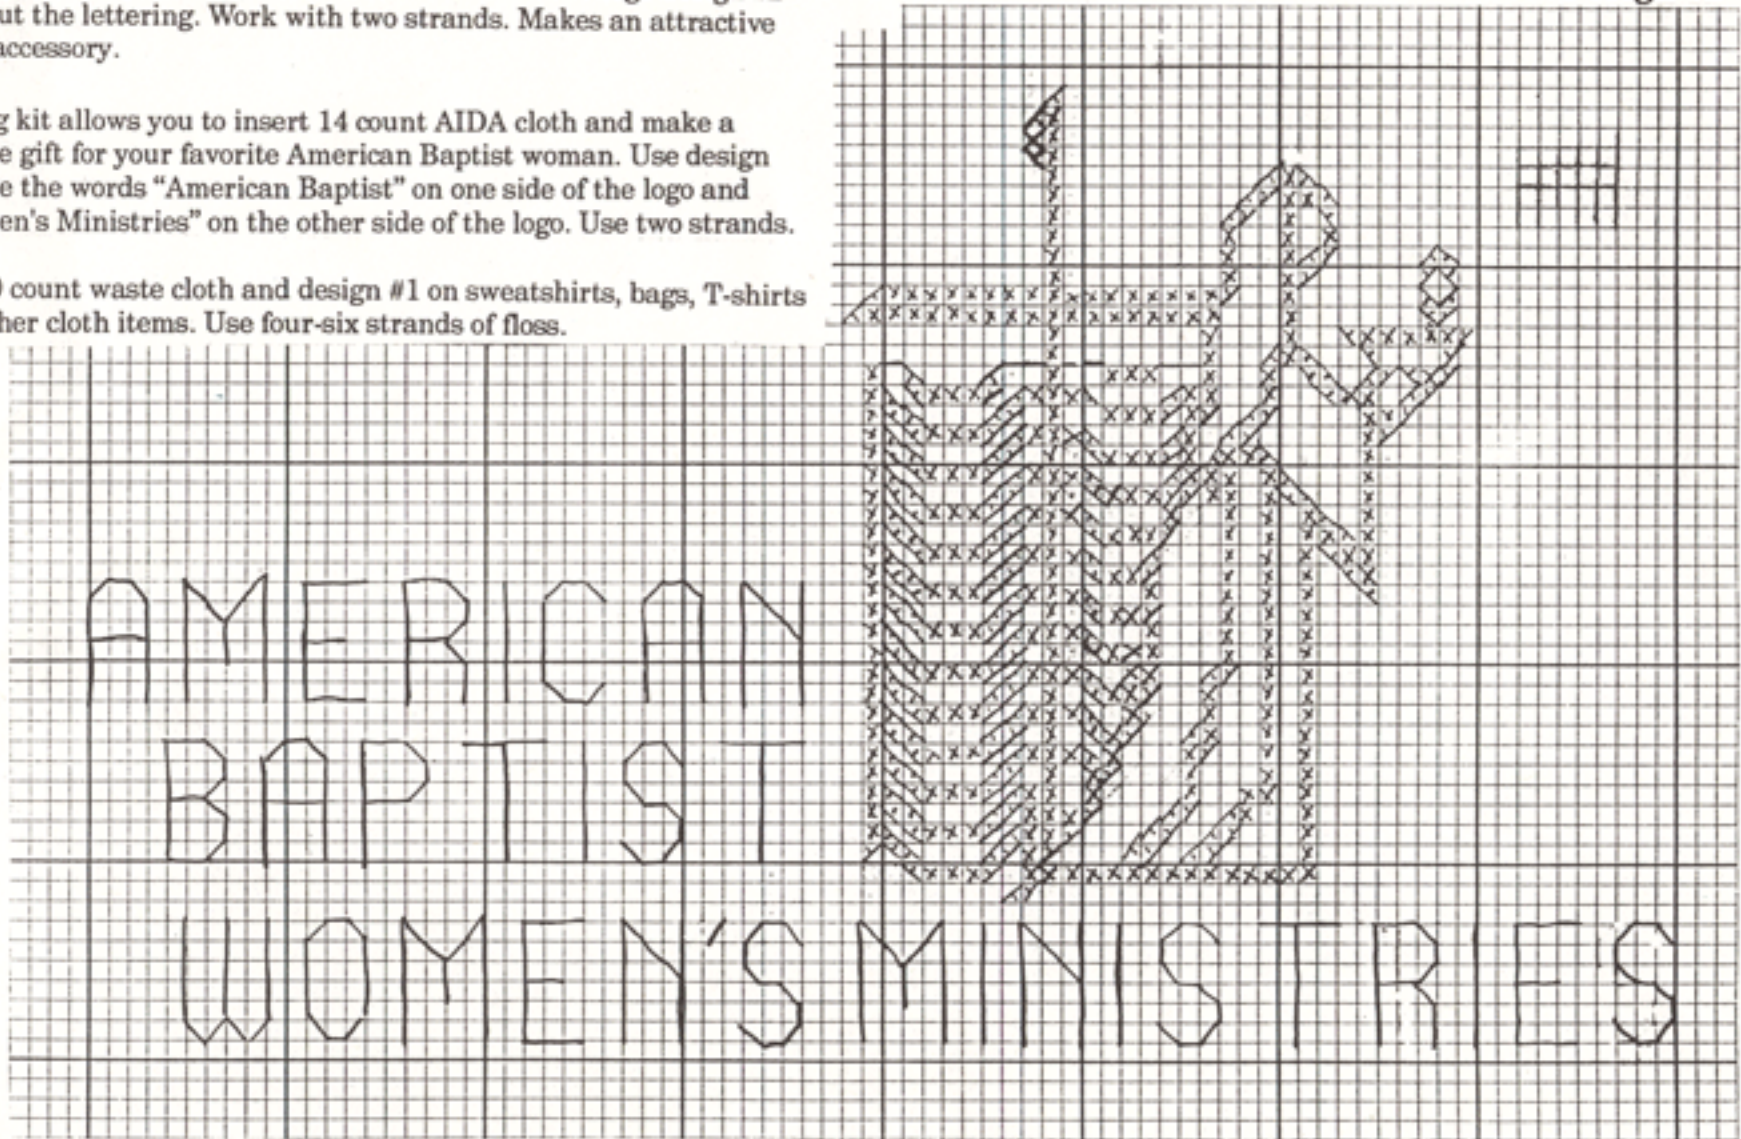 ut the lettering. Work with two strands. Makes an attractive
accessory.
g kit allows you to insert 14 count AIDA cloth and make a
e gift for your favorite American Baptist woman. Use design
e the words “American Baptist” on one side of the logo and
en's Ministries” on the other side of the logo. Use two strands.
count waste cloth and design #1 on sweatshirts, bags, T-shirts
her cloth items. Use four-six strands of floss.
AMERICAN
BAPTIST
WOMEN'S MINISTRIES